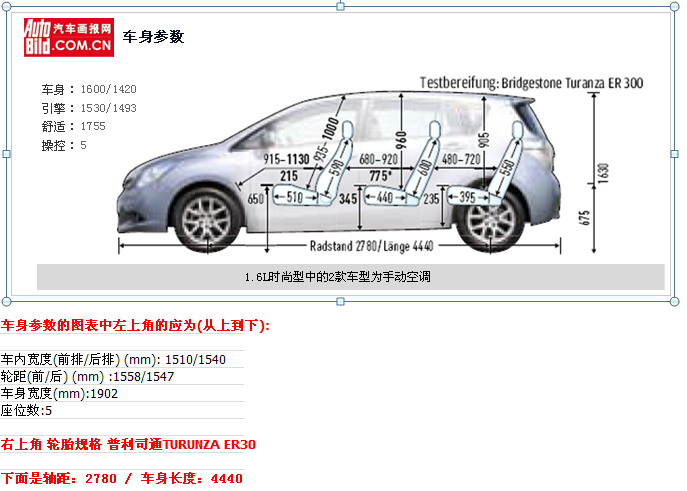 Auto 汽车画报网
Bild .COM.CN
车身参数
车身： 1600/1420
引擎： 1530/1493
舒适： 1755
操控： 5
Testbereifung: Bridgestone Turanza ER 300
915–1130
935–1000
960
905
590
680–920
600
480–720
550
215
775*
650
510
345
440
235
395
1630
675
Radstand 2780/Länge 4440
1.6L时尚型中的2款车型为手动空调
车身参数的图表中左上角的应为(从上到下):
车内宽度(前排/后排) (mm): 1510/1540
轮距(前/后) (mm) :1558/1547
车身宽度(mm):1902
座位数:5
右上角 轮胎规格 普利司通TURUNZA ER30
下面是轴距: 2780 / 车身长度: 4440